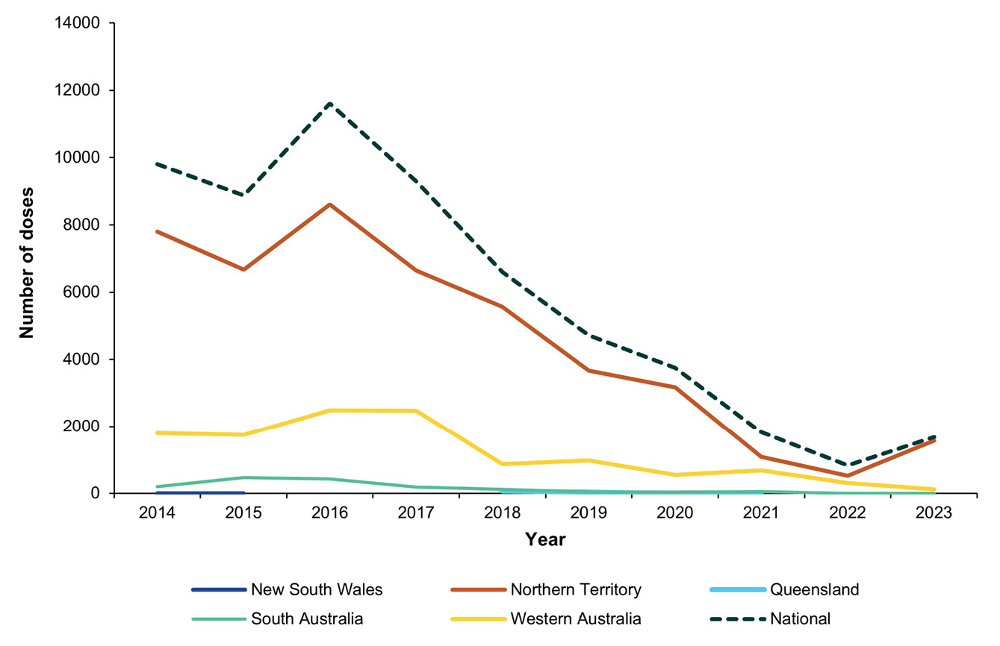 14000
12000
10000
8000
6000
4000
2000
0
Number of doses
2014 2015 2016 2017 2018 2019 2020 2021 2022 2023
Year
New South Wales Northern Territory Queensland
South Australia Western Australia National